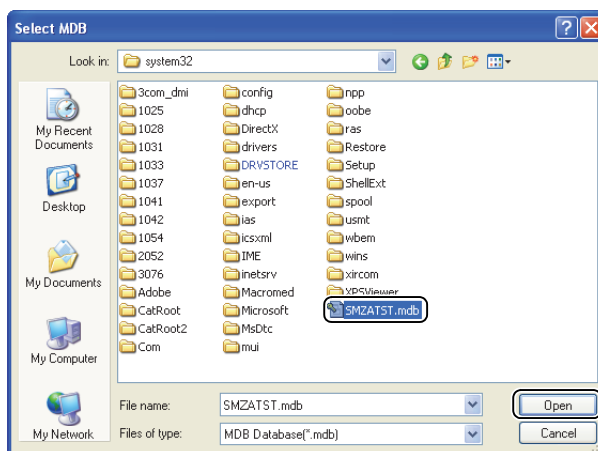 Select MDB
Look in: system32
My Recent Documents
Desktop
My Documents
My Computer
My Network
3com_dmi
1025
1028
1031
1033
1037
1041
1042
1054
2052
3076
Adobe
CatRoot
CatRoot2
Com
config
dhcp
DirectX
drivers
DRVSTORE
en-us
export
ias
icsxml
IME
inetsrv
Macromed
Microsoft
MsDtc
mui
npp
oobe
ras
Restore
Setup
ShellExt
spool
usmt
wbem
wins
xircom
XPSViewer
SMZATST.mdb
File name: SMZATST.mdb Open
Files of type: MDB Database(*.mdb) Cancel